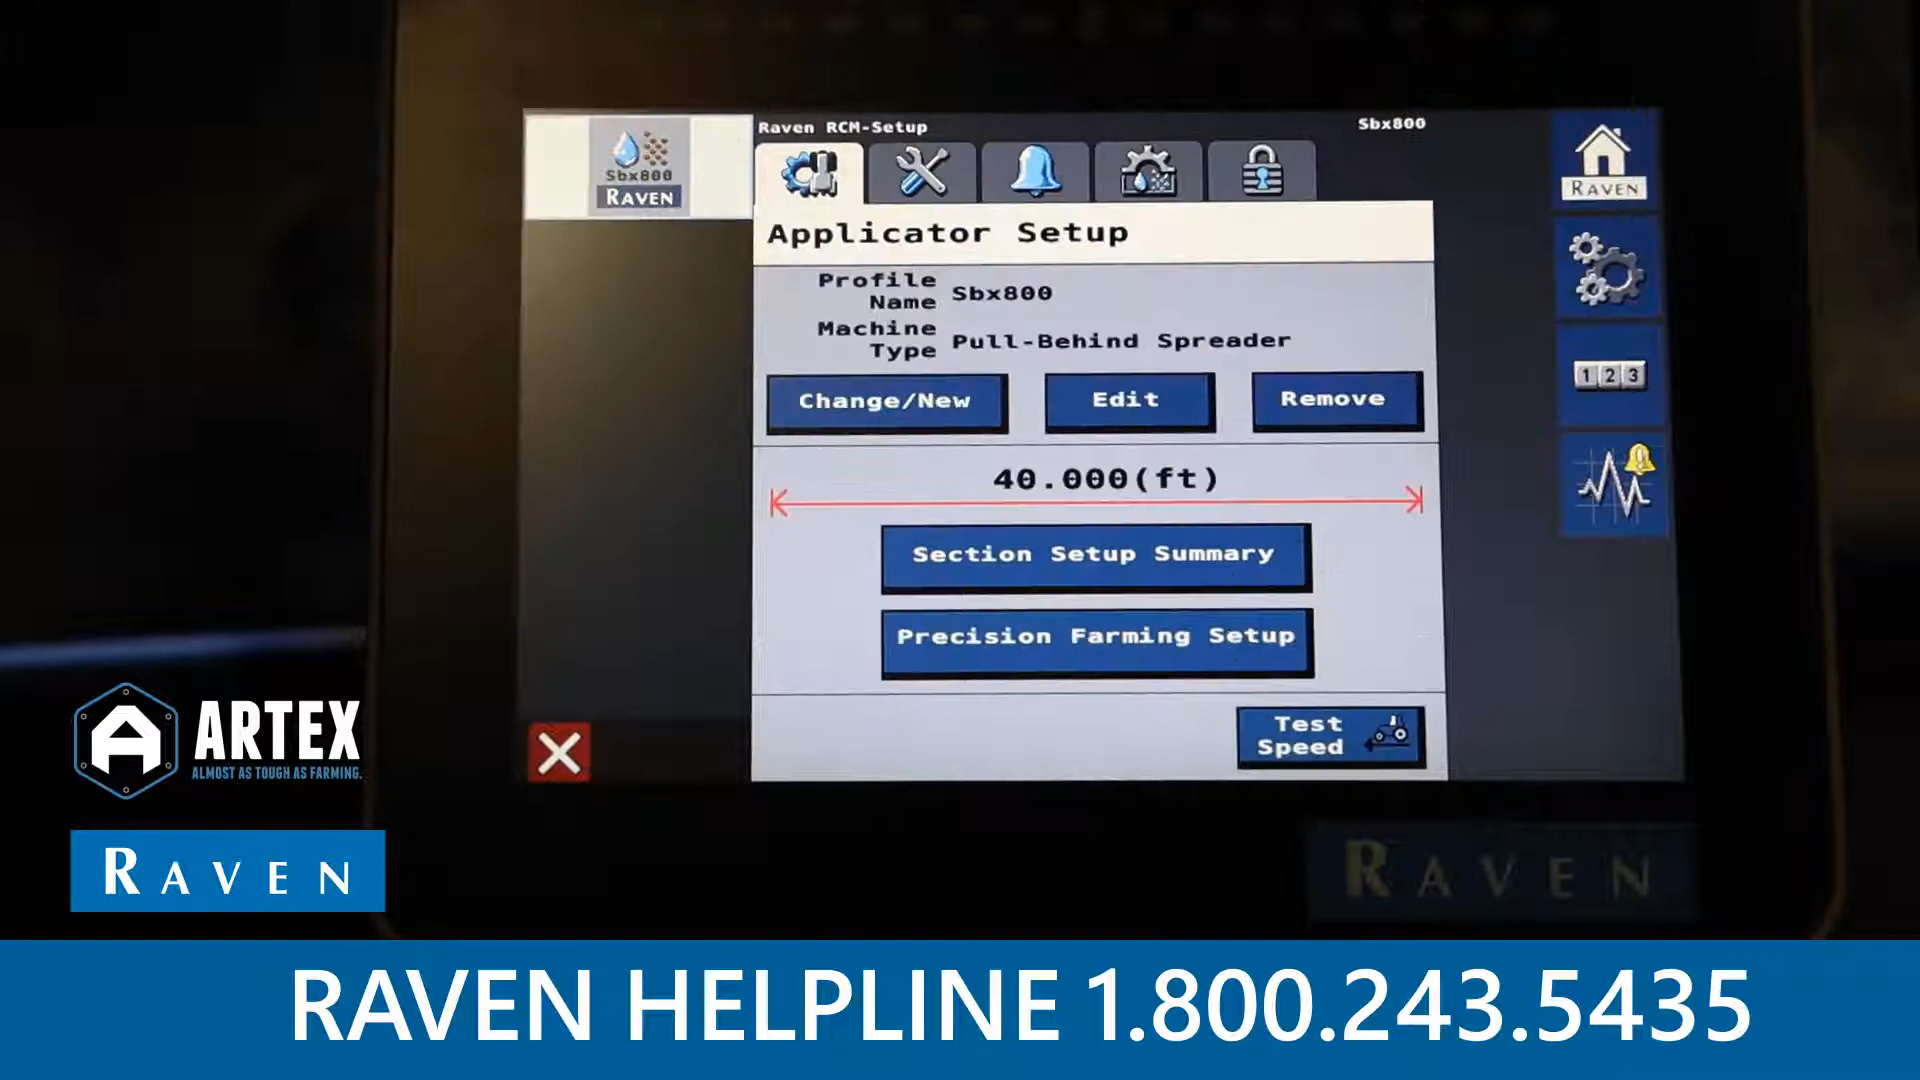 Raven RCM-Setup
Sbx800
Sbx800
RAVEN
RAVEN
Applicator Setup
Profile Name Sbx800
Machine Type Pull-Behind Spreader
Change/New
Edit
Remove
1 2 3
40.000(ft)
Section Setup Summary
Precision Farming Setup
Test
Speed
ARTEX
ALMOST AS TOUGH AS FARMING.
RAVEN
RAVEN
RAVEN HELPLINE 1.800.243.5435